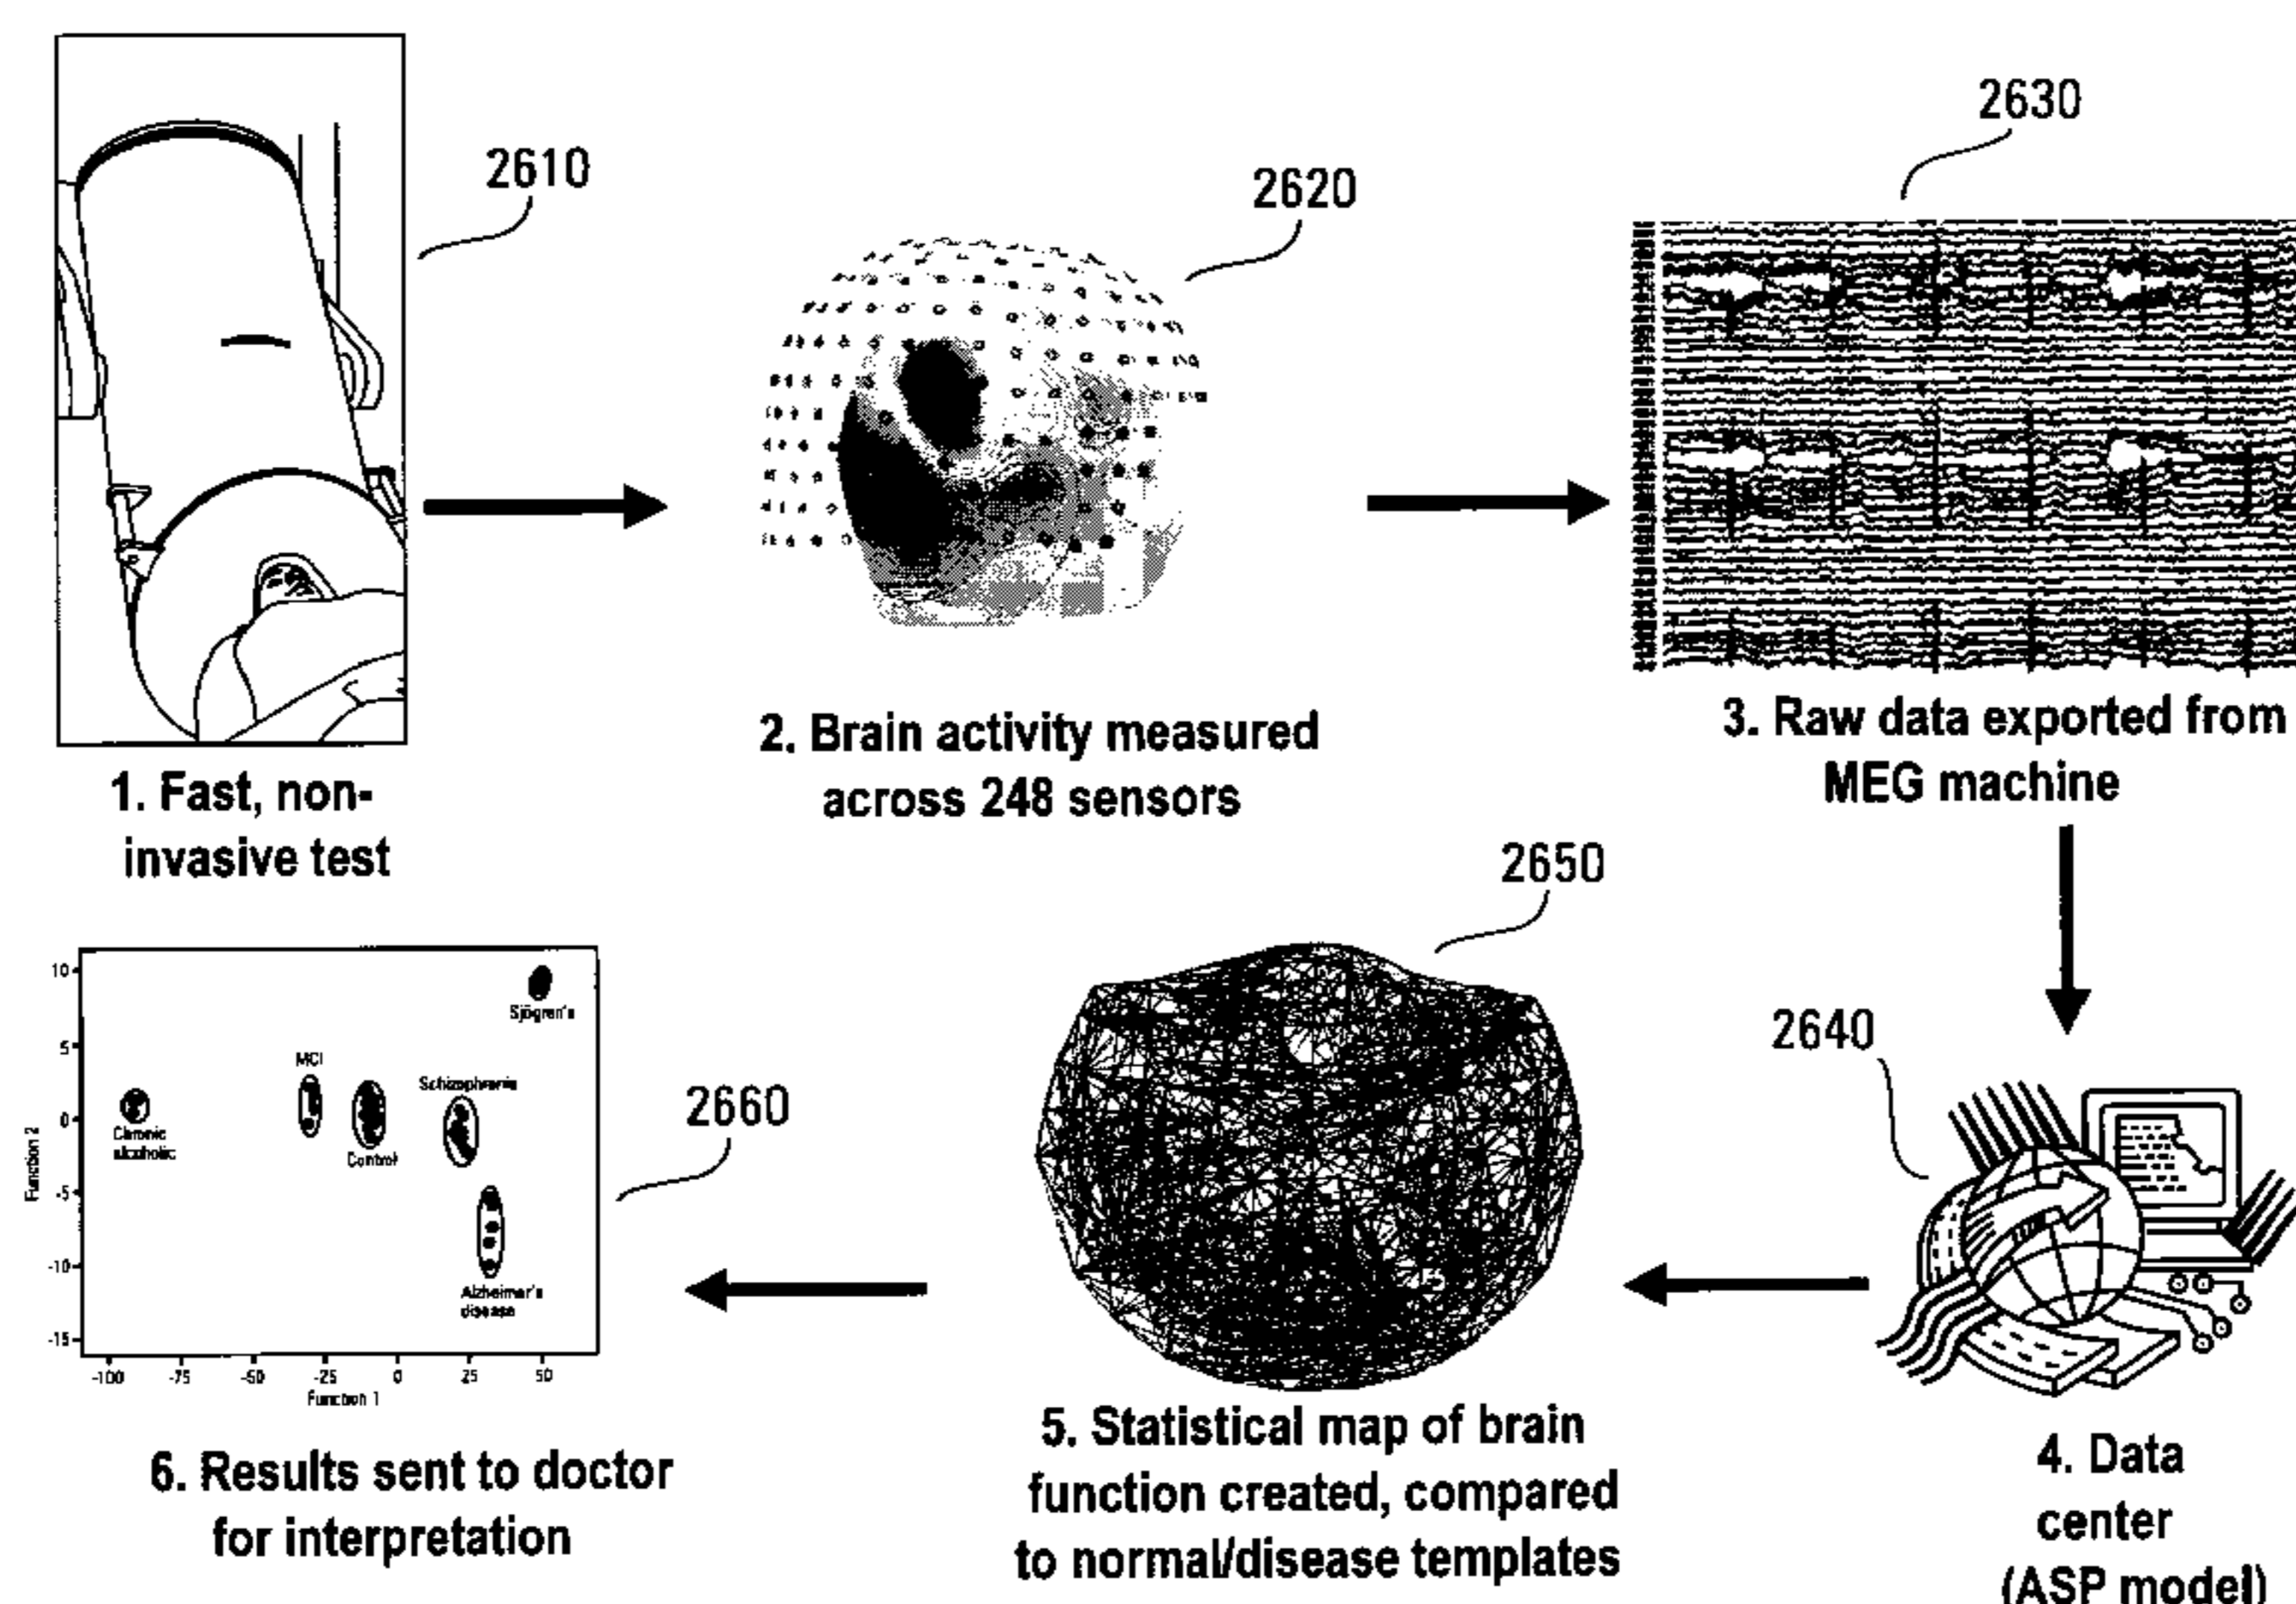 2610
2620
2630
1. Fast, non-
invasive test
2. Brain activity measured
across 248 sensors
3. Raw data exported from
MEG machine
2640
4. Data
center
(ASP model)
2650
5. Statistical map of brain
function created, compared
to normal/disease templates
2660
10
5
0
-5
-10
-15
Function 2
Sjögren's
MCI
Schizophrenia
Chronic
alcoholic
Control
Alzheimer's
disease
-100 -75 -50 -25 0 25 50
Function 1
6. Results sent to doctor
for interpretation